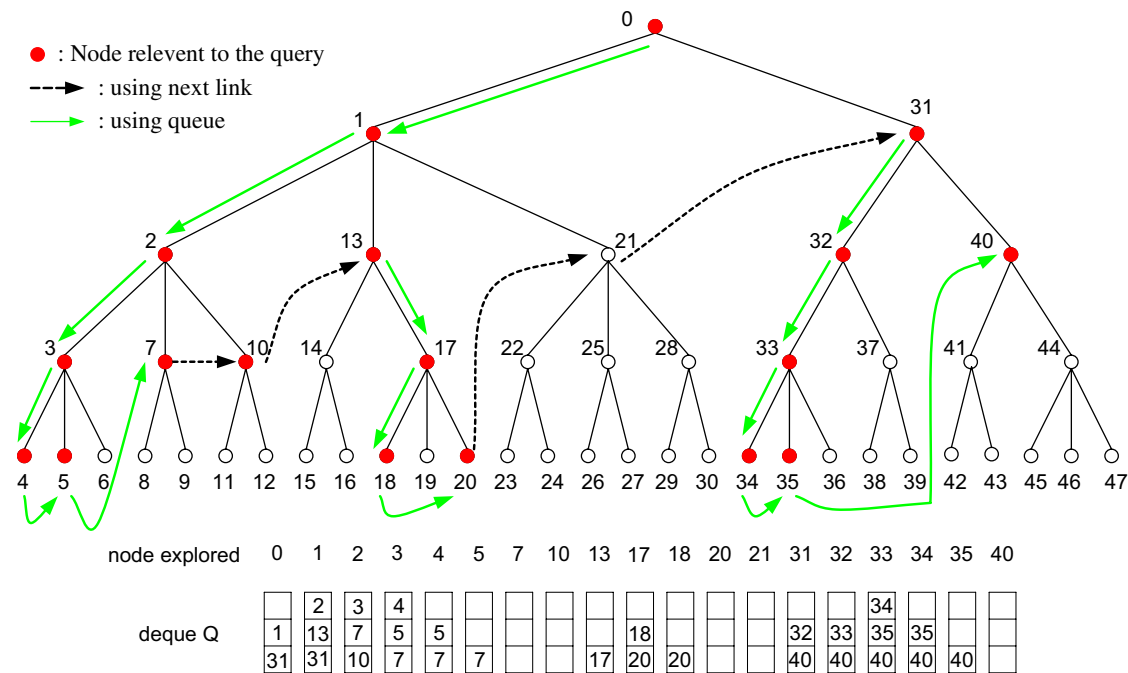 0
: Node relevent to the query
: using next link
: using queue
1 31
2 13 21 32 40
3 7 10 14 17 22 25 28 33 37 41 44
4 5 6 8 9 11 12 15 16 18 19 20 23 24 26 27 29 30 34 35 36 38 39 42 43 45 46 47
node explored 0 1 2 3 4 5 7 10 13 17 18 20 21 31 32 33 34 35 40
2 3 4 34
deque Q 1 13 7 5 5 18 32 33 35 35
31 31 10 7 7 7 17 20 20 40 40 40 40 40